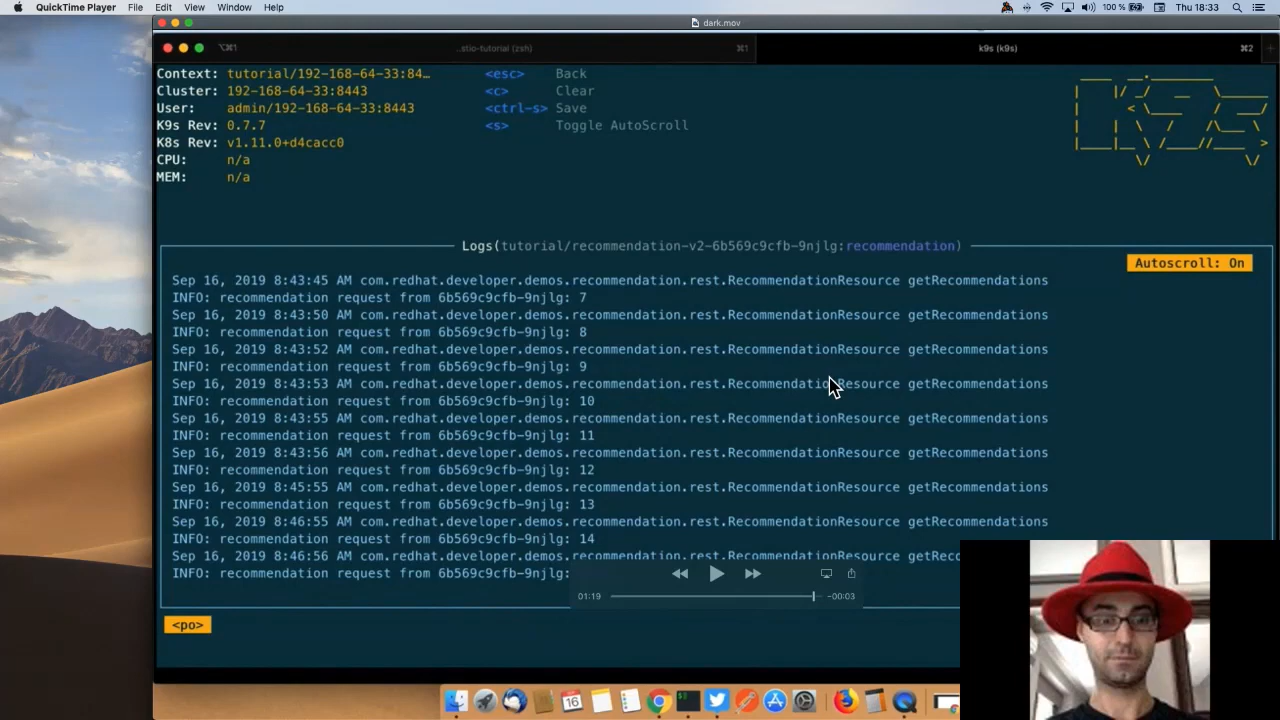 QuickTime Player File Edit View Window Help 100 % Thu 18:33
dark.mov
⌥⌘1 ...stio-tutorial (zsh) ⌘1 k9s (k9s) ⌘2
Context: tutorial/192-168-64-33:84… <esc> Back
Cluster: 192-168-64-33:8443 <c> Clear
User: admin/192-168-64-33:8443 <ctrl-s> Save
K9s Rev: 0.7.7 <s> Toggle AutoScroll
K8s Rev: v1.11.0+d4cacc0
CPU: n/a
MEM: n/a
Logs(tutorial/recommendation-v2-6b569c9cfb-9njlg:recommendation)
Autoscroll: On
Sep 16, 2019 8:43:45 AM com.redhat.developer.demos.recommendation.rest.RecommendationResource getRecommendations
INFO: recommendation request from 6b569c9cfb-9njlg: 7
Sep 16, 2019 8:43:50 AM com.redhat.developer.demos.recommendation.rest.RecommendationResource getRecommendations
INFO: recommendation request from 6b569c9cfb-9njlg: 8
Sep 16, 2019 8:43:52 AM com.redhat.developer.demos.recommendation.rest.RecommendationResource getRecommendations
INFO: recommendation request from 6b569c9cfb-9njlg: 9
Sep 16, 2019 8:43:53 AM com.redhat.developer.demos.recommendation.rest.RecommendationResource getRecommendations
INFO: recommendation request from 6b569c9cfb-9njlg: 10
Sep 16, 2019 8:43:55 AM com.redhat.developer.demos.recommendation.rest.RecommendationResource getRecommendations
INFO: recommendation request from 6b569c9cfb-9njlg: 11
Sep 16, 2019 8:43:56 AM com.redhat.developer.demos.recommendation.rest.RecommendationResource getRecommendations
INFO: recommendation request from 6b569c9cfb-9njlg: 12
Sep 16, 2019 8:45:55 AM com.redhat.developer.demos.recommendation.rest.RecommendationResource getRecommendations
INFO: recommendation request from 6b569c9cfb-9njlg: 13
Sep 16, 2019 8:46:55 AM com.redhat.developer.demos.recommendation.rest.RecommendationResource getRecommendations
INFO: recommendation request from 6b569c9cfb-9njlg: 14
Sep 16, 2019 8:46:56 AM com.redhat.developer.demos.recommendation.rest.RecommendationResource getRec
INFO: recommendation request from 6b569c9cfb-9njlg:
01:19 -00:03
<po>
16